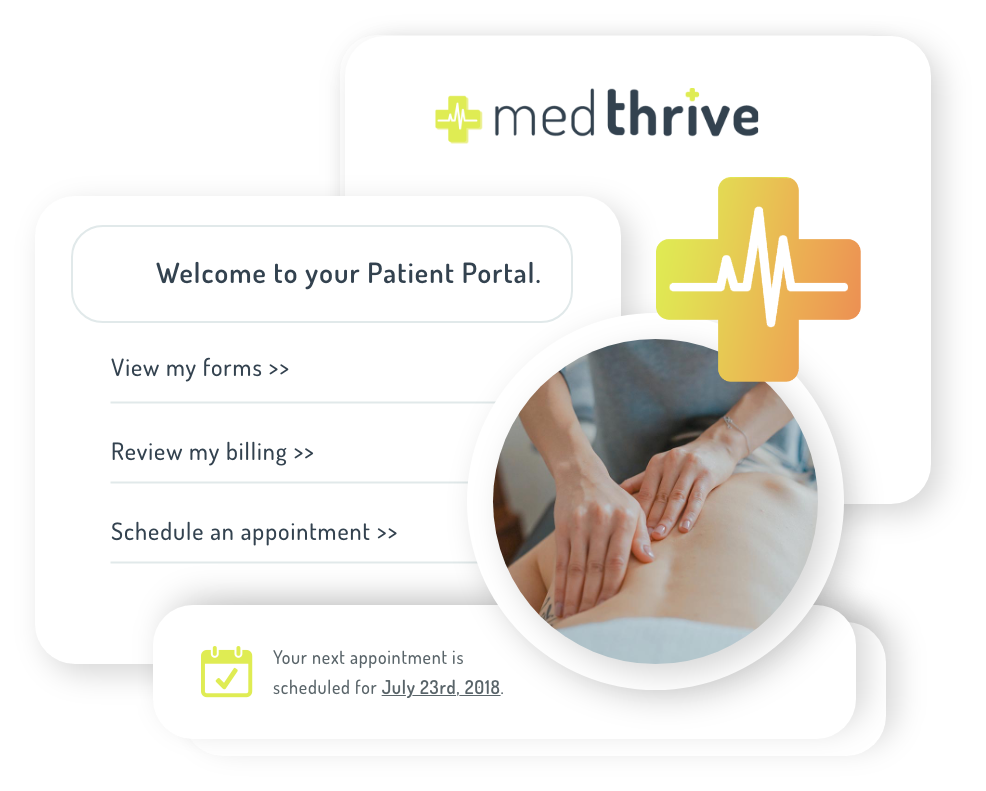 medthrive
Welcome to your Patient Portal.
View my forms >>
Review my billing >>
Schedule an appointment >>
Your next appointment is
scheduled for July 23rd, 2018.